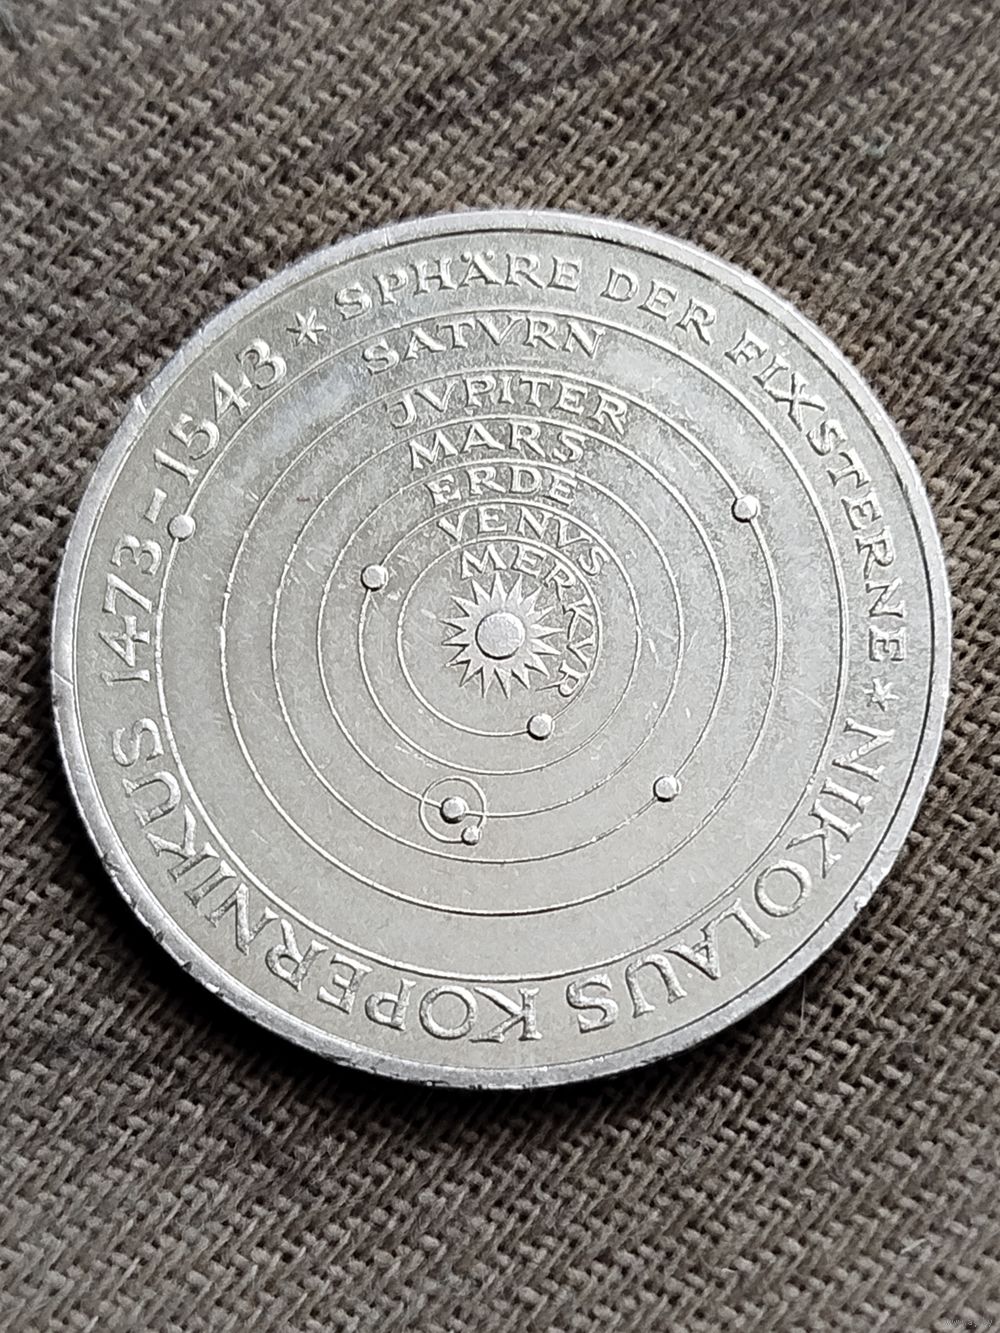 * SPHÄRE DER FIXSTERNE * NIKOLAUS KOPERNIKUS 1473-1543
SATVRN
JVPITER
MARS
ERDE
VENVS
MERKVR